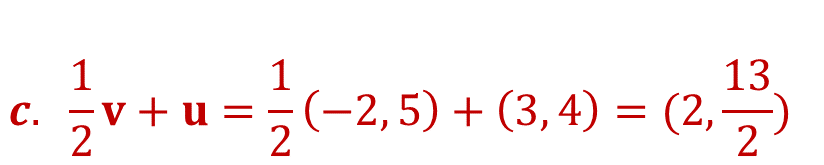 c. 1/2 v + u = 1/2 (−2, 5) + (3, 4) = (2, 13/2)